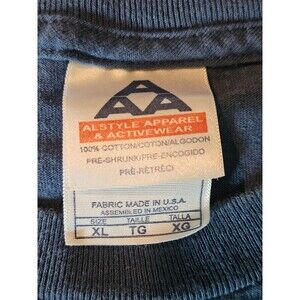 AAA
ALSTYLE APPAREL
& ACTIVEWEAR
100% COTTON/COTON/ALGODON
PRE-SHRUNK/PRE-ENCOGIDO
PRÉ-RÉTRÉCI
FABRIC MADE IN U.S.A.
ASSEMBLED IN MEXICO
SIZE TAILLE TALLA
XL TG XG